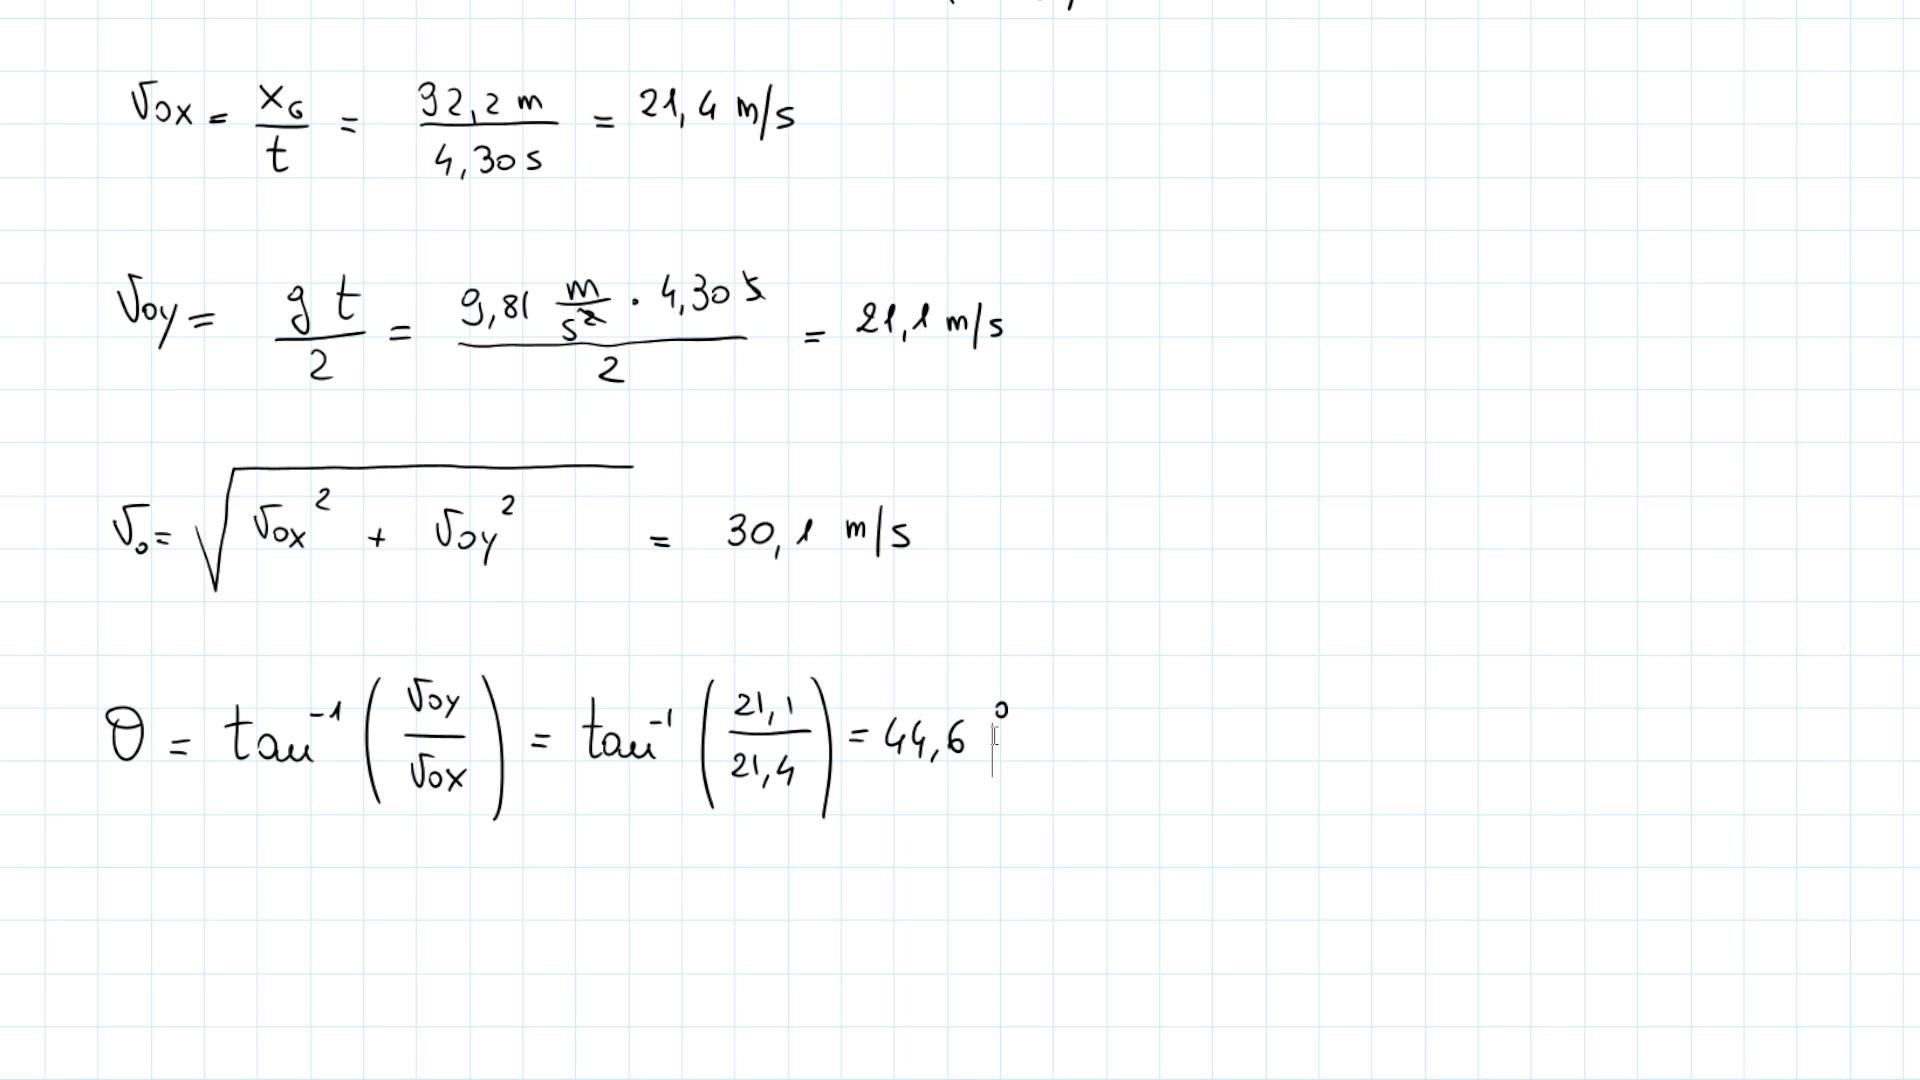 v0x = xG/t = 92,2 m / 4,30 s = 21,4 m/s
v0y = g t / 2 = 9,81 m/s² · 4,30 s / 2 = 21,1 m/s
v0 = √(v0x² + v0y²) = 30,1 m/s
θ = tan⁻¹(v0y/v0x) = tan⁻¹(21,1/21,4) = 44,6°